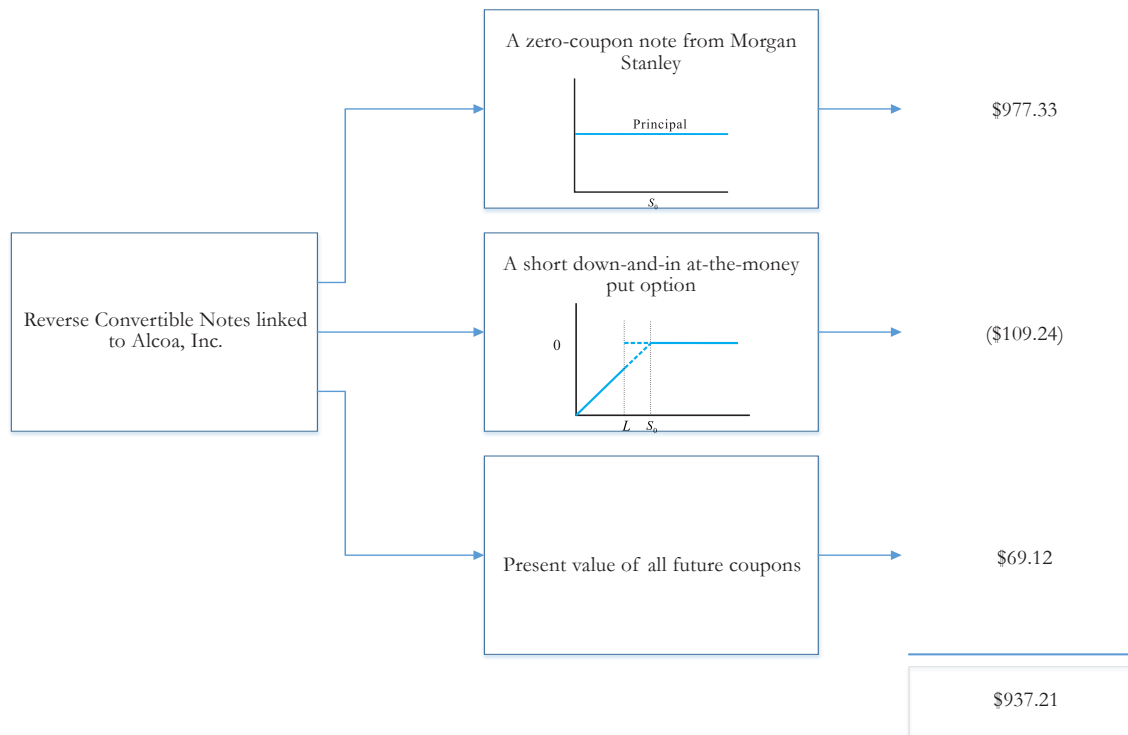 A zero-coupon note from Morgan
Stanley
Principal
S₀
$977.33
Reverse Convertible Notes linked
to Alcoa, Inc.
A short down-and-in at-the-money
put option
0
L S₀
($109.24)
Present value of all future coupons
$69.12
$937.21